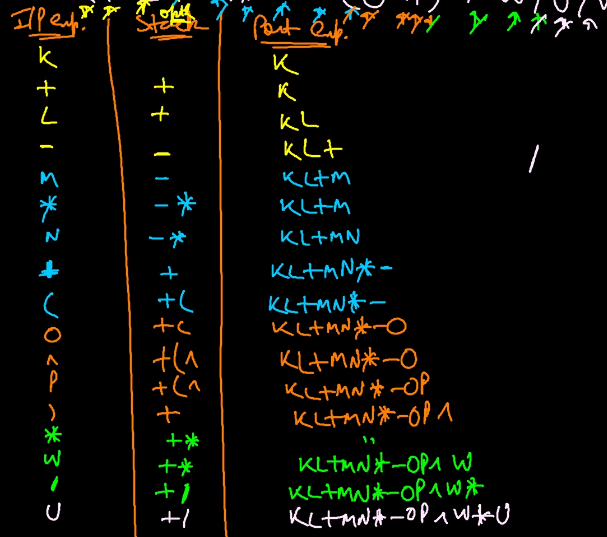 I/P exp. Stack Post exp.
K K
+ + K
L + KL
- - KL+
M - KL+M
* -* KL+M
N -* KL+MN
+ + KL+MN*-
( +( KL+MN*-
O +( KL+MN*-O
^ +(^ KL+MN*-O
P +(^ KL+MN*-OP
) + KL+MN*-OP^
* +* "
W +* KL+MN*-OP^W
/ +/ KL+MN*-OP^W*
U +/ KL+MN*-OP^W*U
/